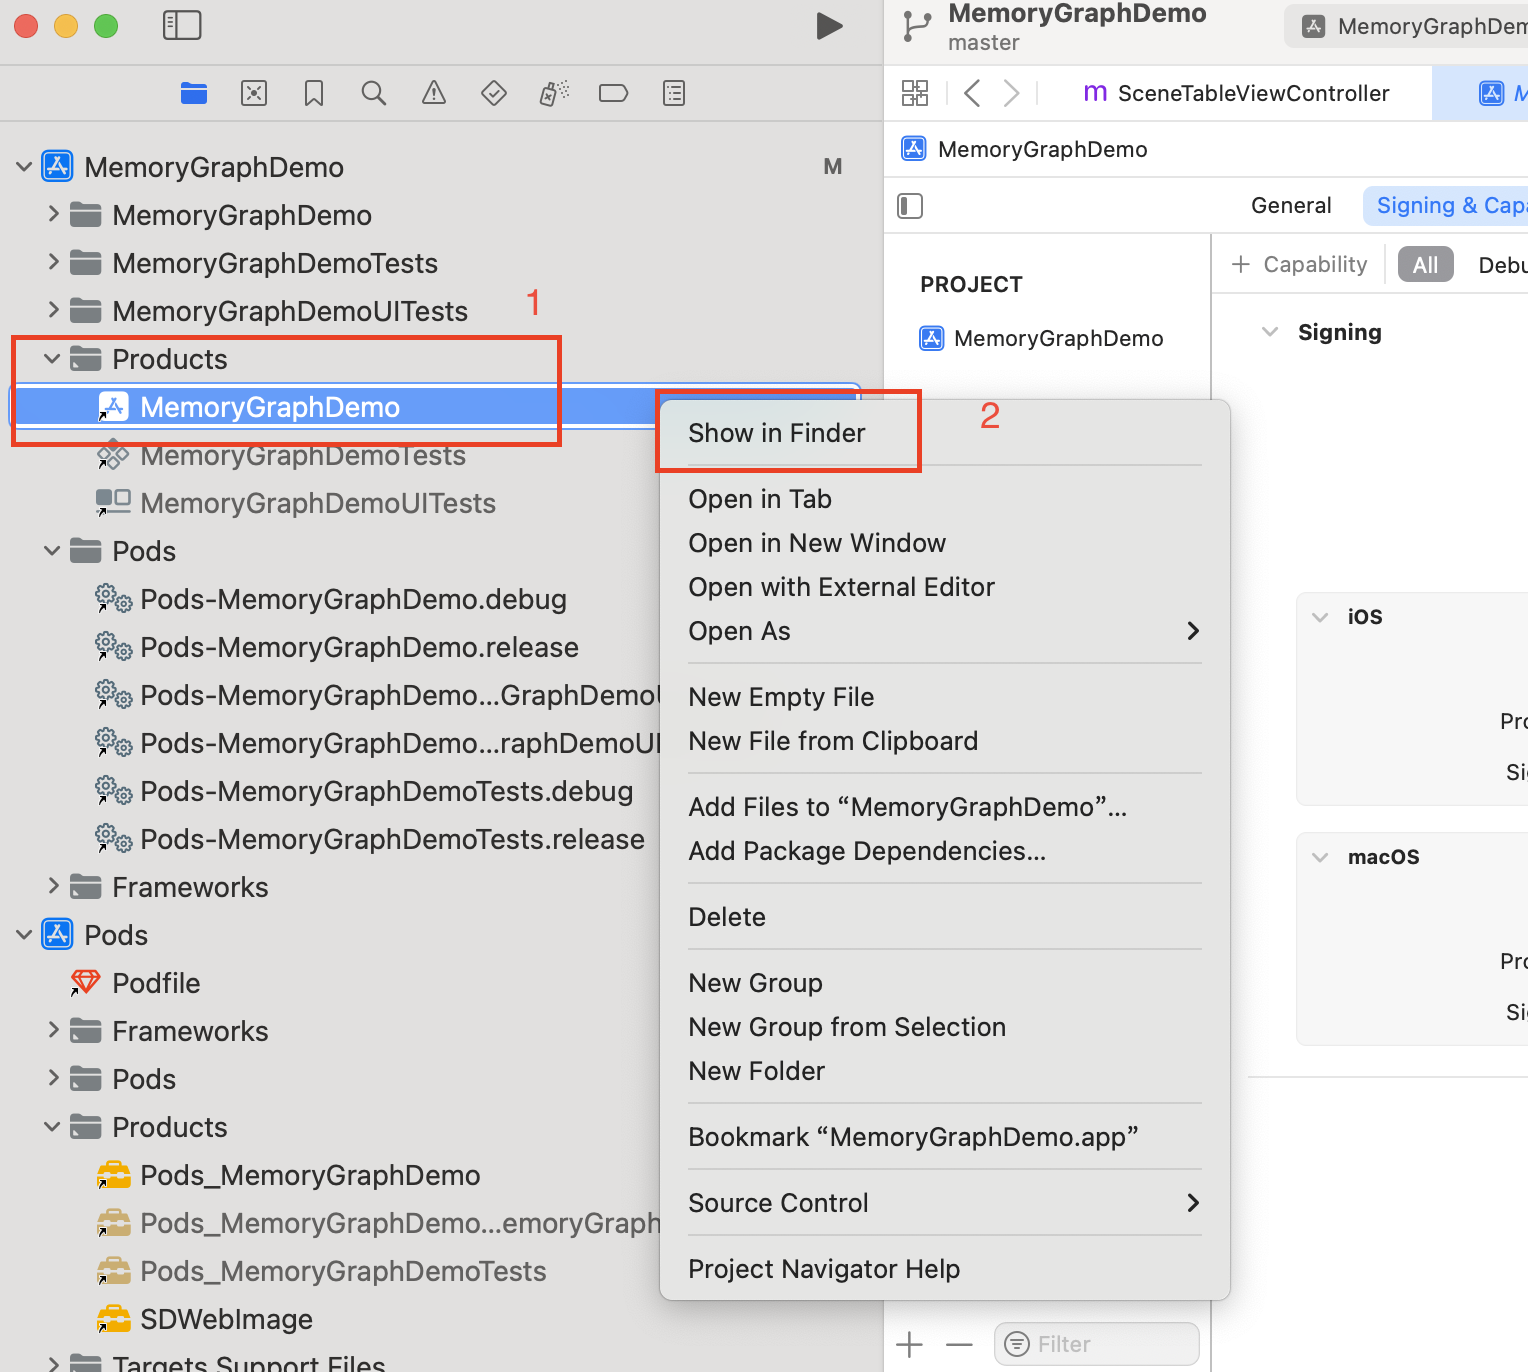 MemoryGraphDemo
master
MemoryGraphDem
SceneTableViewController
M
MemoryGraphDemo
General
Signing & Capa
PROJECT
MemoryGraphDemo
+ Capability
All
Debu
Signing
iOS
Pro
Si
macOS
Pro
Si
Filter
MemoryGraphDemo
M
MemoryGraphDemo
MemoryGraphDemoTests
MemoryGraphDemoUITests
1
Products
MemoryGraphDemo
MemoryGraphDemoTests
MemoryGraphDemoUITests
Pods
Pods-MemoryGraphDemo.debug
Pods-MemoryGraphDemo.release
Pods-MemoryGraphDemo...GraphDemoU
Pods-MemoryGraphDemo...raphDemoUI
Pods-MemoryGraphDemoTests.debug
Pods-MemoryGraphDemoTests.release
Frameworks
Pods
Podfile
Frameworks
Pods
Products
Pods_MemoryGraphDemo
Pods_MemoryGraphDemo...emoryGraph
Pods_MemoryGraphDemoTests
SDWebImage
Targets Support Files
2
Show in Finder
Open in Tab
Open in New Window
Open with External Editor
Open As
New Empty File
New File from Clipboard
Add Files to “MemoryGraphDemo”...
Add Package Dependencies...
Delete
New Group
New Group from Selection
New Folder
Bookmark “MemoryGraphDemo.app”
Source Control
Project Navigator Help